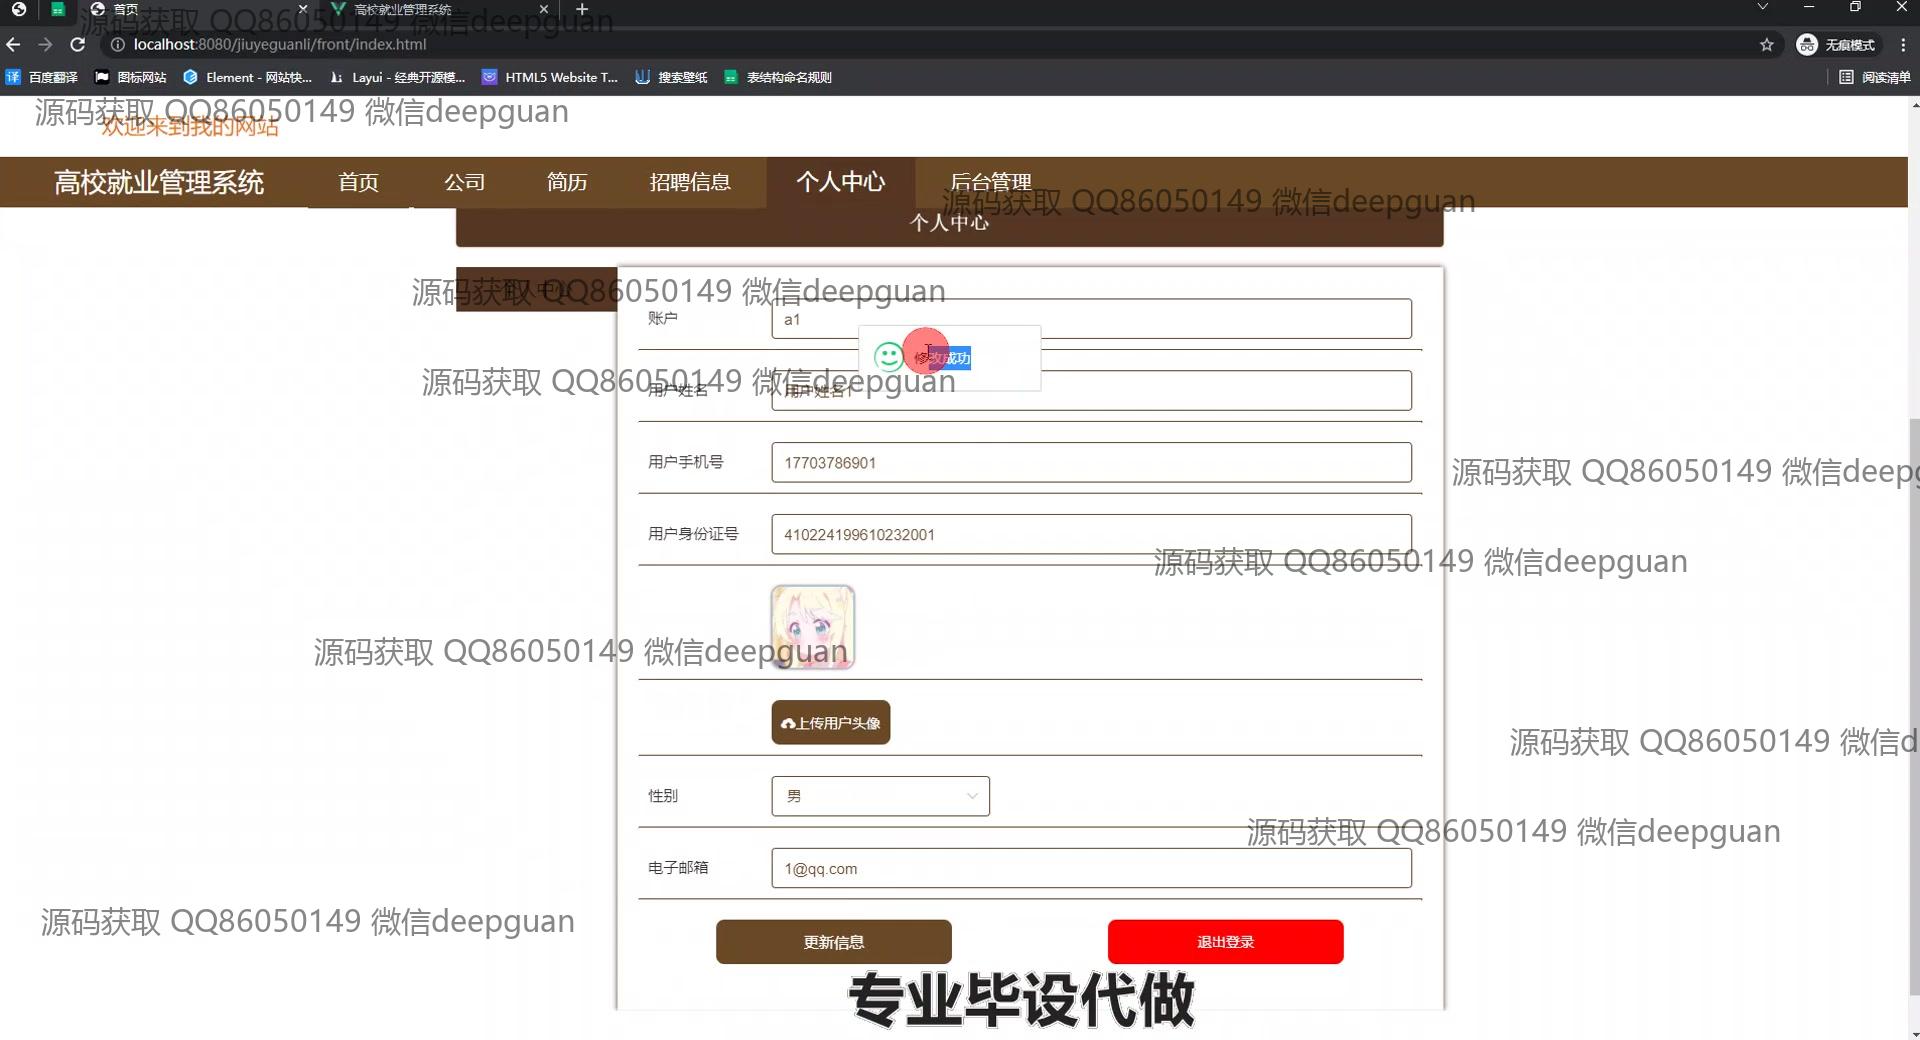 首页
高校就业管理系统
源码获取 QQ86050149 微信deepguan
localhost:8080/jiuyeguanli/front/index.html
无痕模式
百度翻译
图标网站
Element - 网站快...
Layui - 经典开源模...
HTML5 Website T...
搜索壁纸
表结构命名规则
阅读清单
源码获取 QQ86050149 微信deepguan
欢迎来到我的网站
高校就业管理系统
首页
公司
简历
招聘信息
个人中心
后台管理
源码获取 QQ86050149 微信deepguan
个人中心
个人中心
源码获取 QQ86050149 微信deepguan
账户
a1
修改成功
源码获取 QQ86050149 微信deepguan
用户姓名
用户姓名1
用户手机号
17703786901
源码获取 QQ86050149 微信deepg
用户身份证号
410224199610232001
源码获取 QQ86050149 微信deepguan
源码获取 QQ86050149 微信deepguan
上传用户头像
源码获取 QQ86050149 微信d
性别
男
源码获取 QQ86050149 微信deepguan
电子邮箱
1@qq.com
源码获取 QQ86050149 微信deepguan
更新信息
退出登录
专业毕设代做